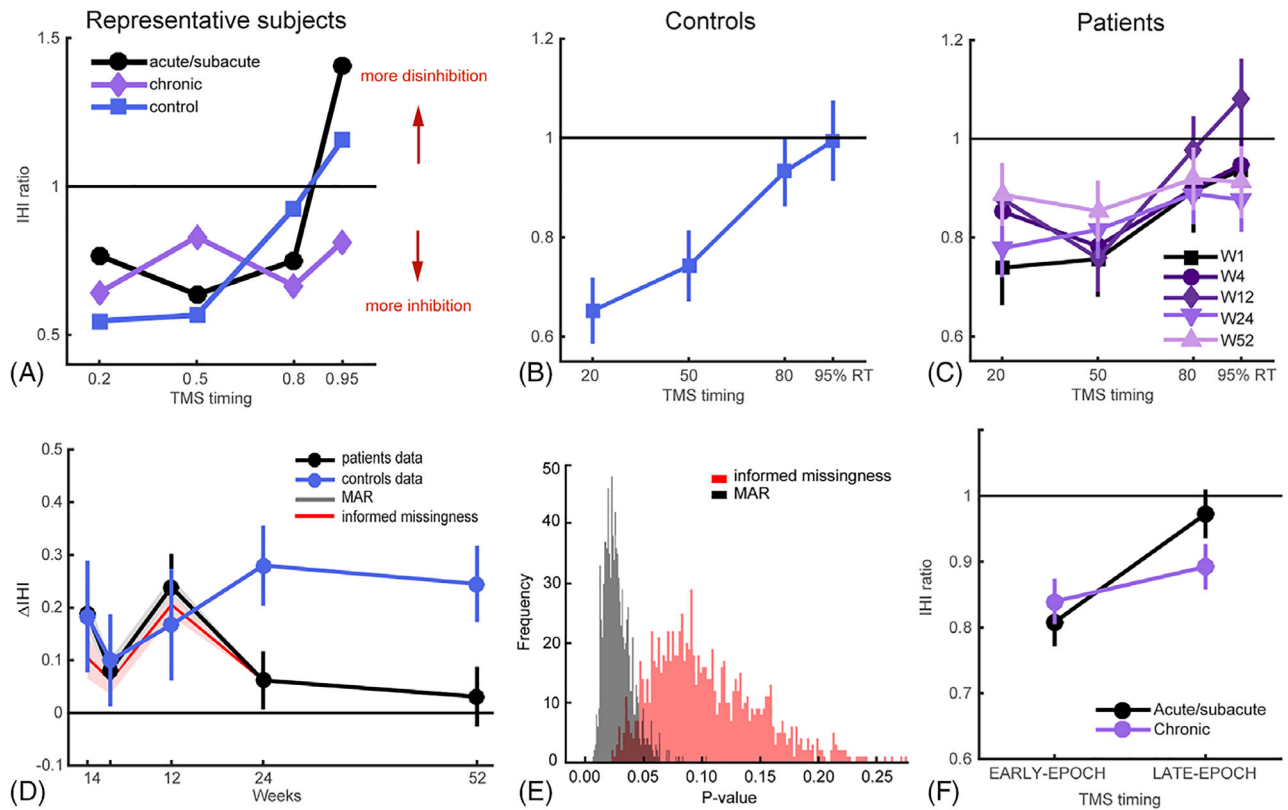 Representative subjects
1.5
acute/subacute
chronic
control
more disinhibition
1
IHI ratio
more inhibition
0.5
0.2 0.5 0.8 0.95
TMS timing
(A)
Controls
1.2
1
0.8
0.6
20 50 80 95% RT
TMS timing
(B)
Patients
1.2
1
0.8
0.6
W1
W4
W12
W24
W52
20 50 80 95% RT
TMS timing
(C)
0.5
0.4
0.3
0.2
0.1
0
-0.1
ΔIHI
patients data
controls data
MAR
informed missingness
14 12 24 52
Weeks
(D)
50
40
30
20
10
0
Frequency
informed missingness
MAR
0.00 0.05 0.10 0.15 0.20 0.25
P-value
(E)
1.1
1
0.9
0.8
0.7
0.6
IHI ratio
Acute/subacute
Chronic
EARLY-EPOCH LATE-EPOCH
TMS timing
(F)